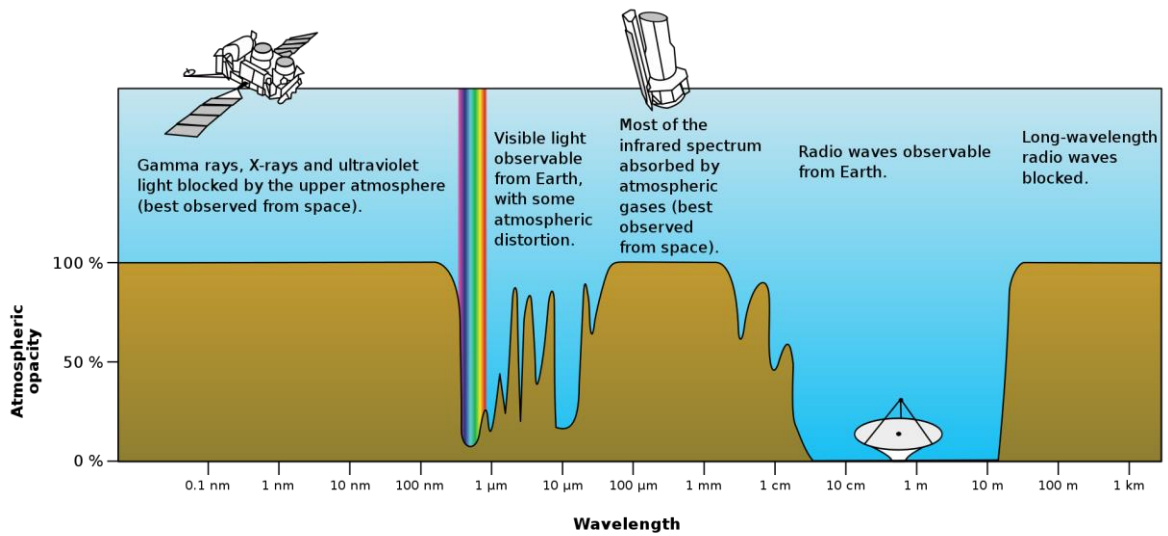 Gamma rays, X-rays and ultraviolet
light blocked by the upper atmosphere
(best observed from space).
Visible light
observable
from Earth,
with some
atmospheric
distortion.
Most of the
infrared spectrum
absorbed by
atmospheric
gases (best
observed
from space).
Radio waves observable
from Earth.
Long-wavelength
radio waves
blocked.
Atmospheric
opacity
100 %
50 %
0 %
0.1 nm
1 nm
10 nm
100 nm
1 μm
10 μm
100 μm
1 mm
1 cm
10 cm
1 m
10 m
100 m
1 km
Wavelength